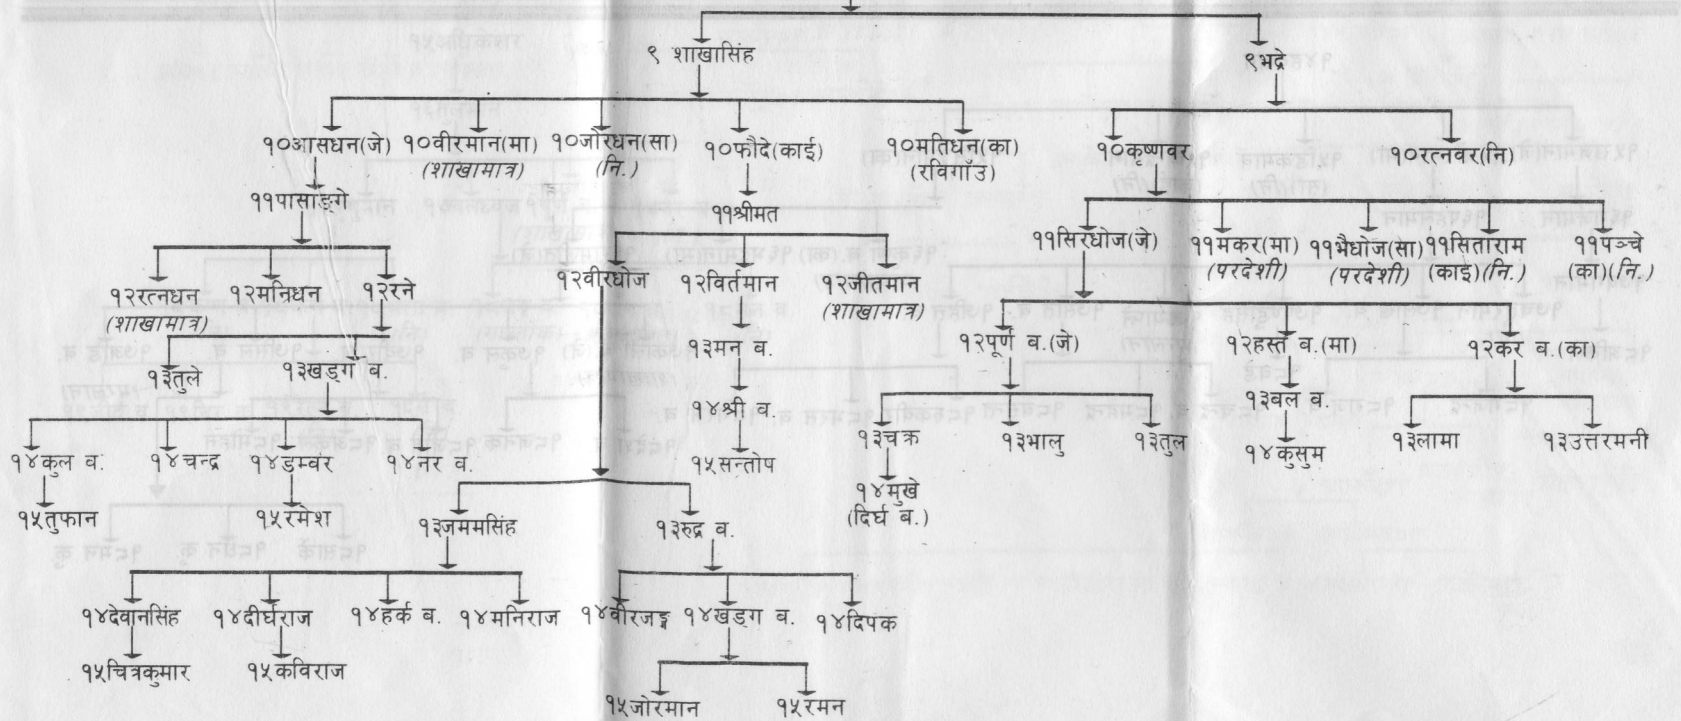 ९ शाखासिंह
९भद्रे
१०आसधन(जे) १०वीरमान(मा) १०जोरधन(सा) १०फौदे(काई) १०मतिधन(का) १०कृष्णवर १०रत्नवर(नि)
(शाखामात्र) (नि.) (रविगाँउ)
११पासाङ्गे ११श्रीमत
११सिरधोज(जे) ११मकर(मा) ११भैधोज(सा) ११सिताराम ११पञ्चे
(परदेशी) (परदेशी) (काइ)(नि.) (का)(नि.)
१२रत्नधन १२मनिधन १२रने १२वीरधोज १२विर्तमान १२जीतमान
(शाखामात्र) (शाखामात्र)
१३मन व. १२पूर्ण व.(जे) १२हस्त व.(मा) १२कर व.(का)
१३तुले १३खड्ग व.
१४श्री व. १३बल व.
१३चक्र १३भालु १३तुल १३लामा १३उत्तरमनी
१४कुल व. १४चन्द्र १४डम्वर १४नर व. १५सन्तोप १४कुसुम
१४मुखे
(दिर्घ ब.)
१५तुफान १५रमेश १३जममसिंह १३रुद्र व.
१४देवानसिंह १४दीर्घराज १४हर्क ब. १४मनिराज १४वीरजङ्ग १४खड्ग व. १४दिपक
१५चित्रकुमार १५कविराज
१५जोरमान १५रमन